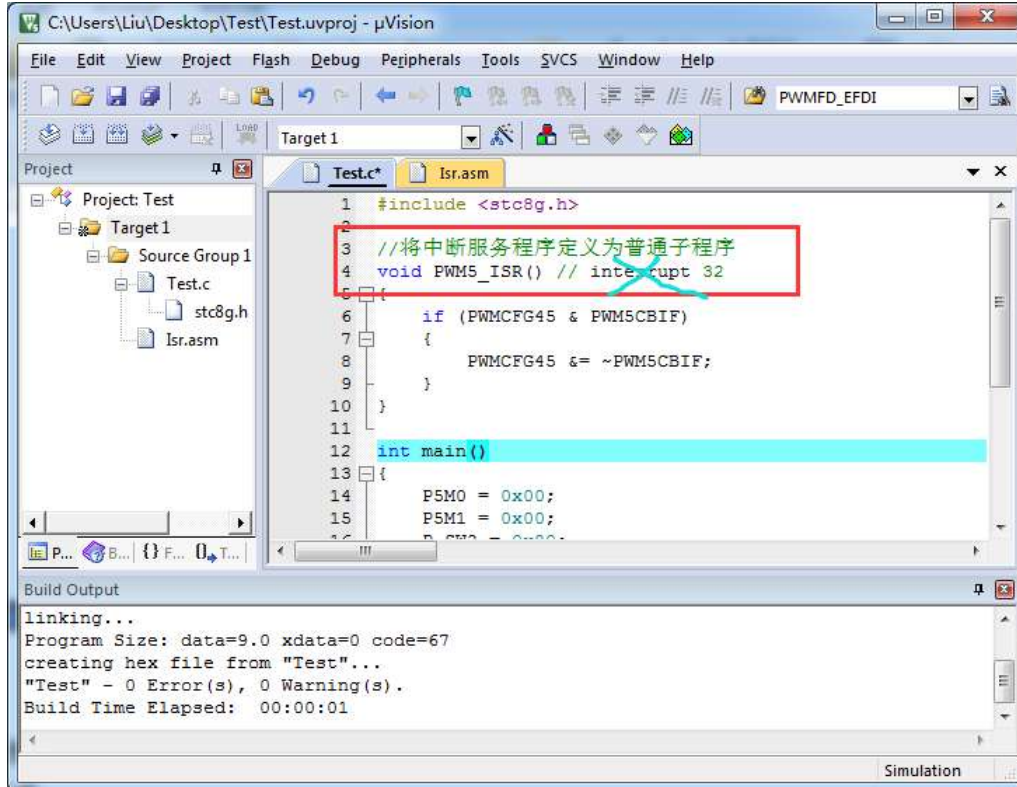 C:\Users\Liu\Desktop\Test\Test.uvproj - µVision
File Edit View Project Flash Debug Peripherals Tools SVCS Window Help
PWMFD_EFDI
LOAD Target 1
Project
Test.c* Isr.asm
Project: Test
Target 1
Source Group 1
Test.c
stc8g.h
Isr.asm
1 #include <stc8g.h>
2
3 //将中断服务程序定义为普通子程序
4 void PWM5_ISR() // interrupt 32
5 {
6 if (PWMCFG45 & PWM5CBIF)
7 {
8 PWMCFG45 &= ~PWM5CBIF;
9 }
10 }
11
12 int main()
13 {
14 P5M0 = 0x00;
15 P5M1 = 0x00;
P... B... {} F... T...
Build Output
linking...
Program Size: data=9.0 xdata=0 code=67
creating hex file from "Test"...
"Test" - 0 Error(s), 0 Warning(s).
Build Time Elapsed: 00:00:01
Simulation